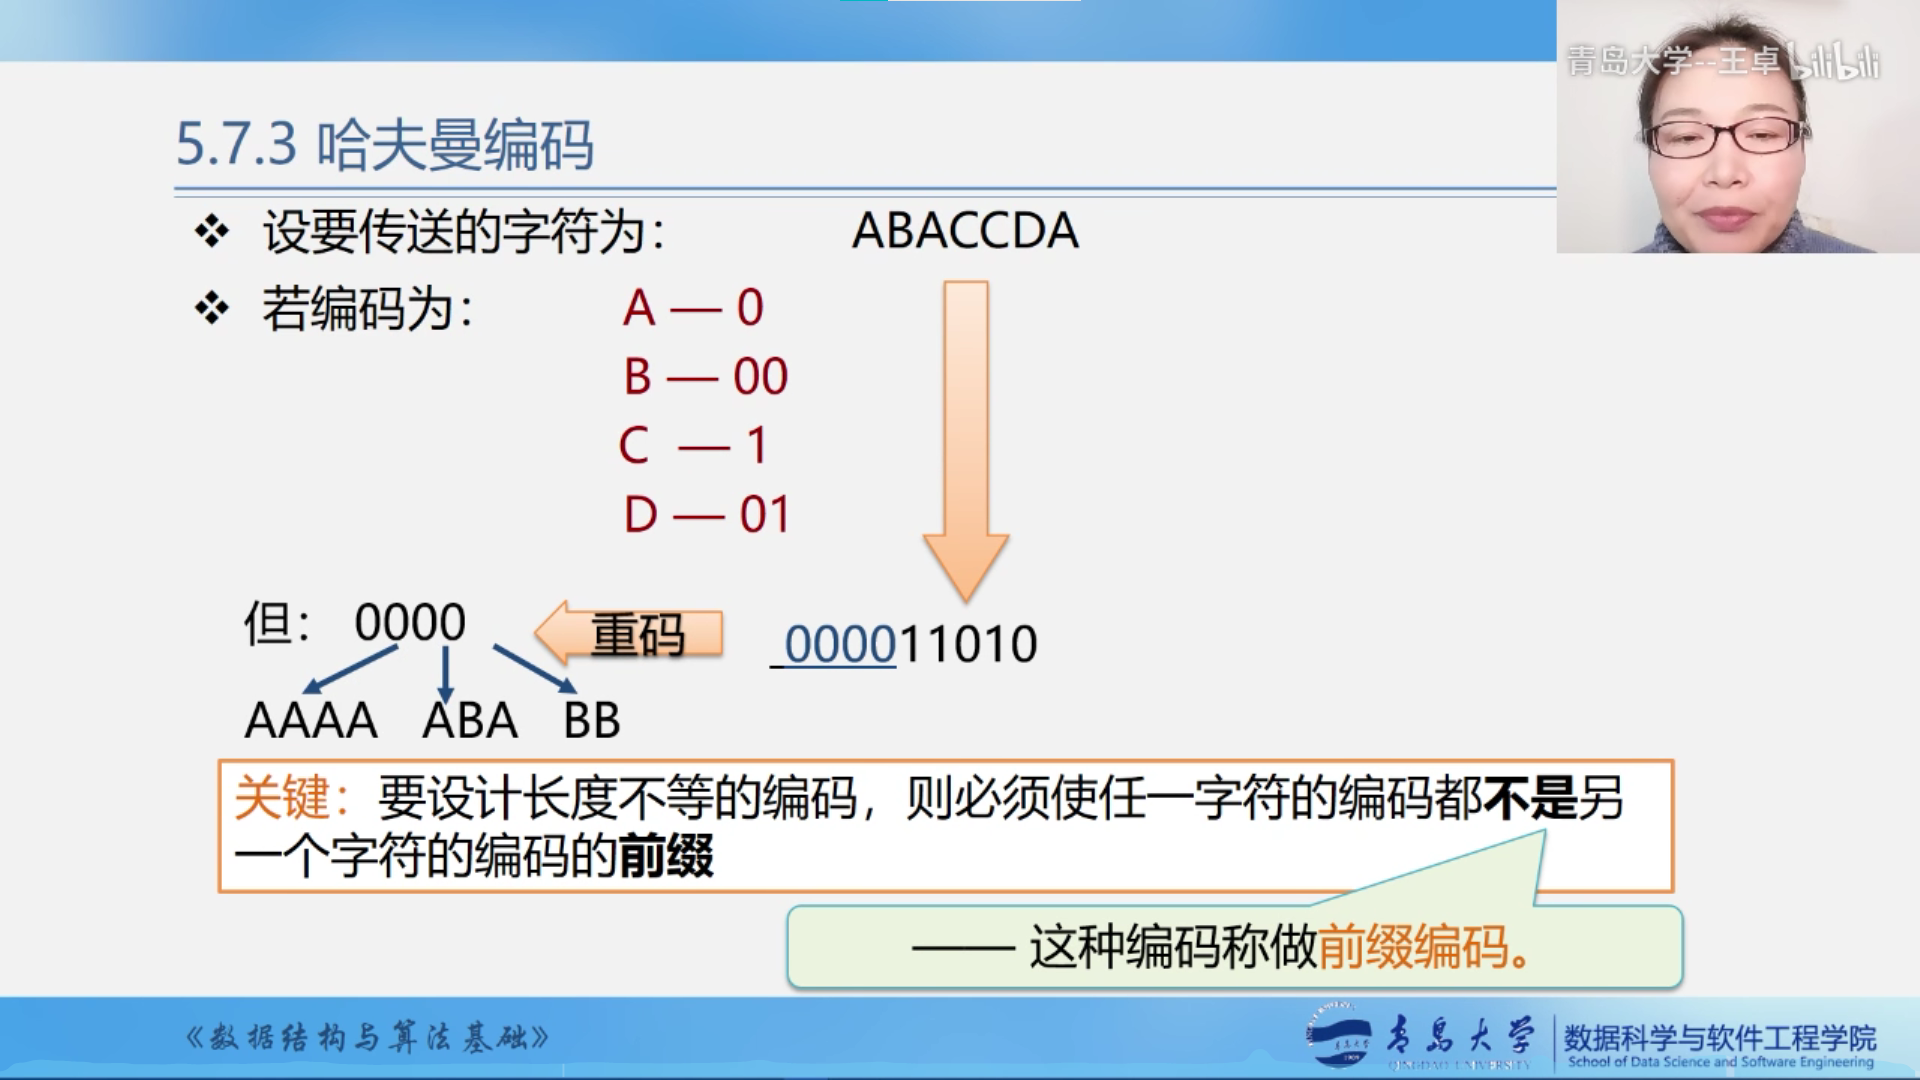 青岛大学--王卓 bilibili
5.7.3 哈夫曼编码
❖ 设要传送的字符为： ABACCDA
❖ 若编码为： A — 0
B — 00
C — 1
D — 01
但： 0000 重码 000011010
AAAA ABA BB
关键：要设计长度不等的编码，则必须使任一字符的编码都不是另
一个字符的编码的前缀
—— 这种编码称做前缀编码。
《数据结构与算法基础》
青岛大学 数据科学与软件工程学院
QINGDAO UNIVERSITY School of Data Science and Software Engineering